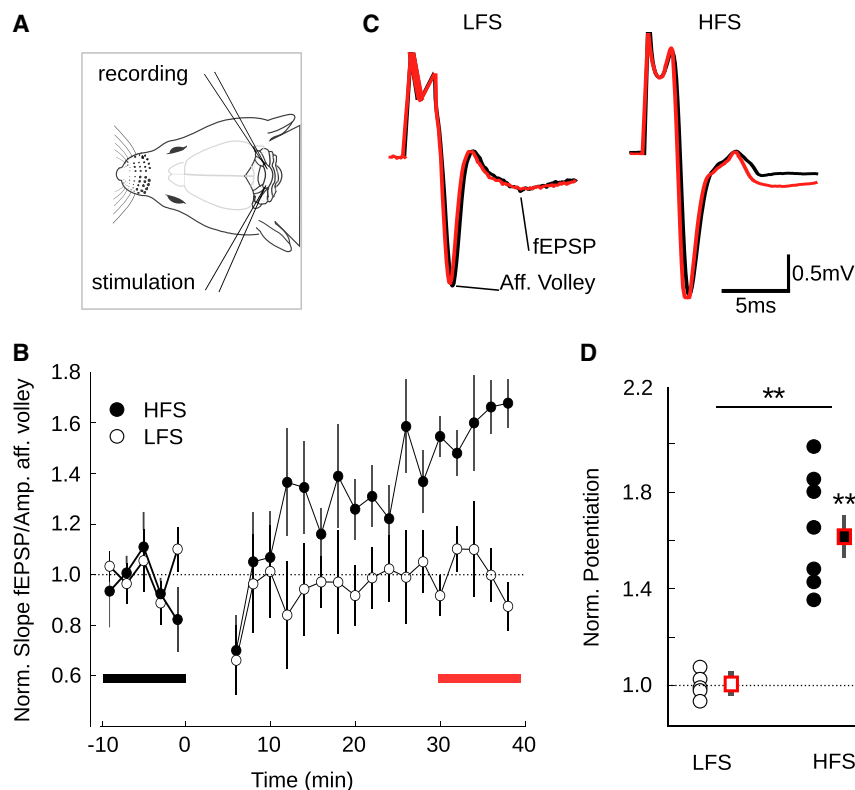 A
recording
stimulation
C
LFS
HFS
fEPSP
Aff. Volley
0.5mV
5ms
B
Norm. Slope fEPSP/Amp. aff. volley
1.8
1.6
1.4
1.2
1.0
0.8
0.6
HFS
LFS
-10
0
10
20
30
40
Time (min)
D
Norm. Potentiation
2.2
1.8
1.4
1.0
**
**
LFS
HFS